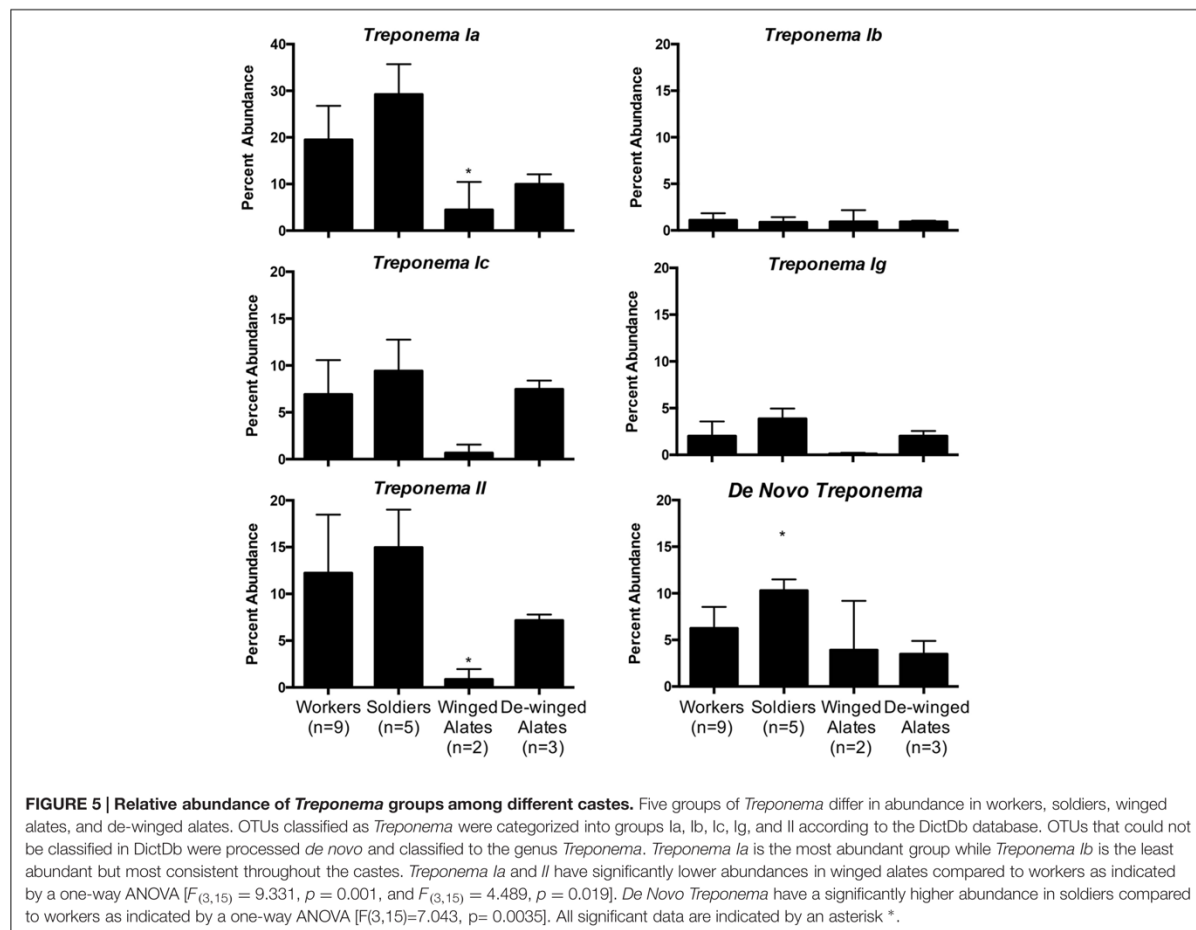 Treponema Ia
Percent Abundance
40
30
20
10
0
*
Treponema Ib
Percent Abundance
20
15
10
5
0
Treponema Ic
Percent Abundance
20
15
10
5
0
Treponema Ig
Percent Abundance
20
15
10
5
0
Treponema II
Percent Abundance
20
15
10
5
0
*
Workers
(n=9)
Soldiers
(n=5)
Winged
Alates
(n=2)
De-winged
Alates
(n=3)
De Novo Treponema
Percent Abundance
20
15
10
5
0
*
Workers
(n=9)
Soldiers
(n=5)
Winged
Alates
(n=2)
De-winged
Alates
(n=3)
FIGURE 5 | Relative abundance of Treponema groups among different castes. Five groups of Treponema differ in abundance in workers, soldiers, winged
alates, and de-winged alates. OTUs classified as Treponema were categorized into groups Ia, Ib, Ic, Ig, and II according to the DictDb database. OTUs that could not
be classified in DictDb were processed de novo and classified to the genus Treponema. Treponema Ia is the most abundant group while Treponema Ib is the least
abundant but most consistent throughout the castes. Treponema Ia and II have significantly lower abundances in winged alates compared to workers as indicated
by a one-way ANOVA [F(3,15) = 9.331, p = 0.001, and F(3,15) = 4.489, p = 0.019]. De Novo Treponema have a significantly higher abundance in soldiers compared
to workers as indicated by a one-way ANOVA [F(3,15)=7.043, p= 0.0035]. All significant data are indicated by an asterisk *.